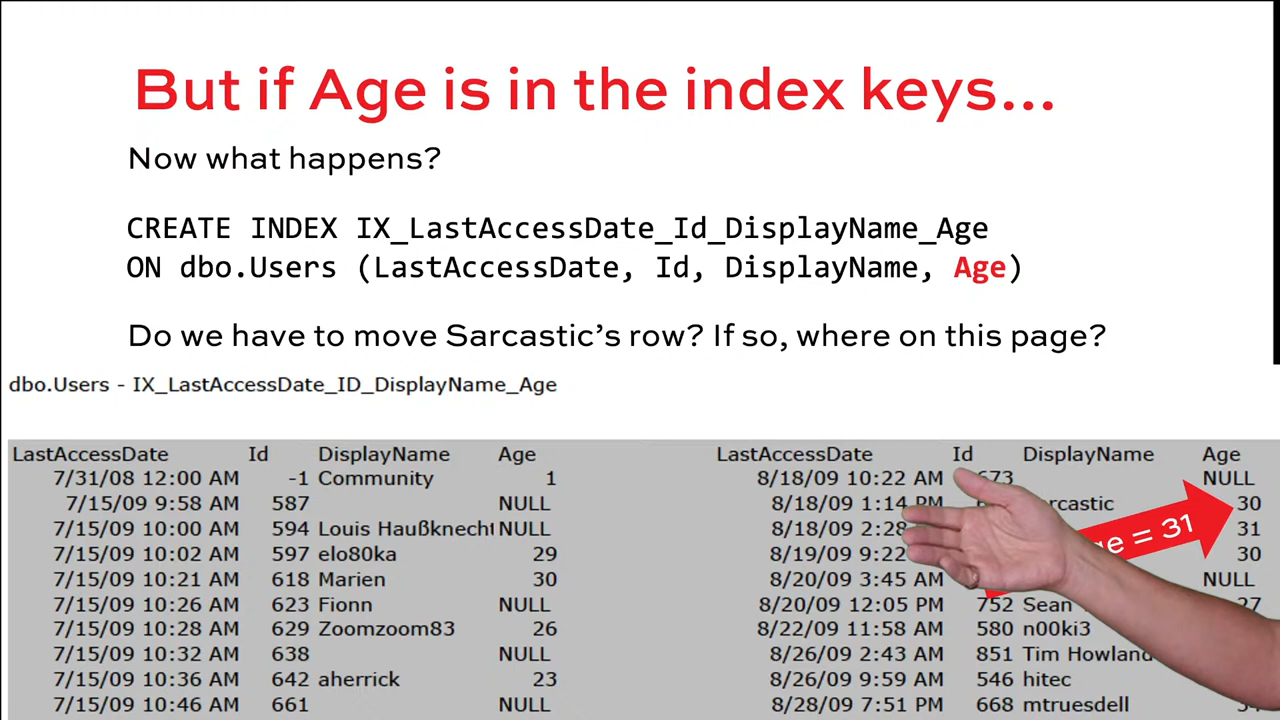 But if Age is in the index keys...
Now what happens?
CREATE INDEX IX_LastAccessDate_Id_DisplayName_Age
ON dbo.Users (LastAccessDate, Id, DisplayName, Age)
Do we have to move Sarcastic's row? If so, where on this page?
dbo.Users - IX_LastAccessDate_ID_DisplayName_Age
LastAccessDate Id DisplayName Age LastAccessDate Id DisplayName Age
7/31/08 12:00 AM -1 Community 1 8/18/09 10:22 AM 673 NULL
7/15/09 9:58 AM 587 NULL 8/18/09 1:14 PM 30
7/15/09 10:00 AM 594 Louis Haußknecht NULL 8/18/09 2:28 31
7/15/09 10:02 AM 597 elo80ka 29 8/19/09 9:22 = 31 30
7/15/09 10:21 AM 618 Marien 30 8/20/09 3:45 AM NULL
7/15/09 10:26 AM 623 Fionn NULL 8/20/09 12:05 PM 752 Sean 27
7/15/09 10:28 AM 629 Zoomzoom83 26 8/22/09 11:58 AM 580 n00ki3
7/15/09 10:32 AM 638 NULL 8/26/09 2:43 AM 851 Tim Howland
7/15/09 10:36 AM 642 aherrick 23 8/26/09 9:59 AM 546 hitec
7/15/09 10:46 AM 661 NULL 8/28/09 7:51 PM 668 mtruesdell